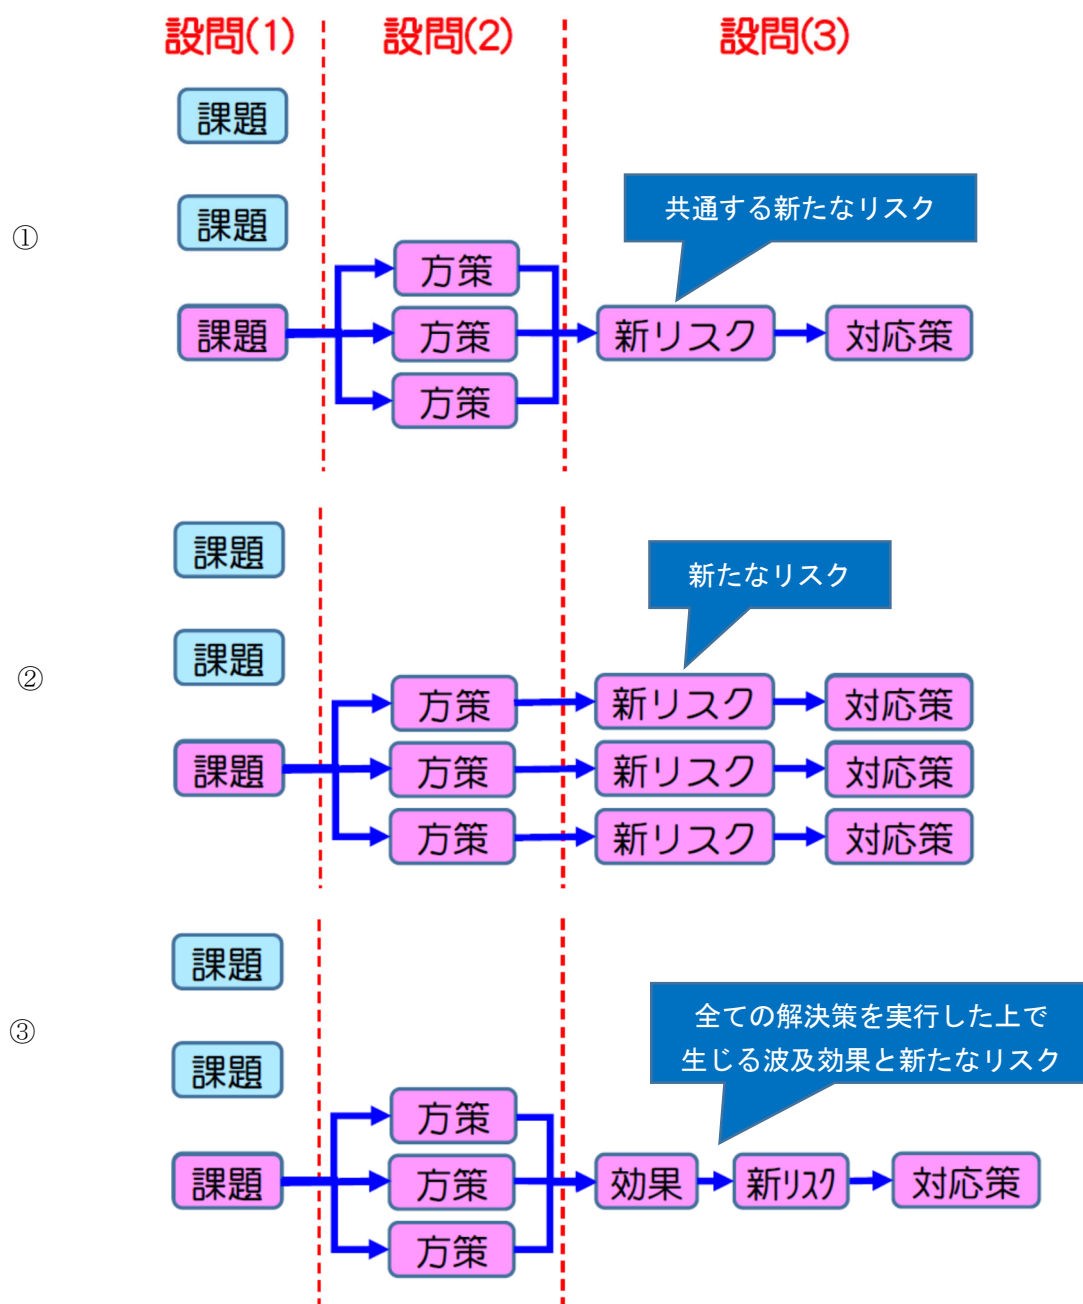 設問(1)
設問(2)
設問(3)
①
課題
課題
課題
方策
方策
方策
共通する新たなリスク
新リスク
対応策
②
課題
課題
課題
方策
方策
方策
新たなリスク
新リスク
対応策
新リスク
対応策
新リスク
対応策
③
課題
課題
課題
方策
方策
方策
全ての解決策を実行した上で
生じる波及効果と新たなリスク
効果
新リスク
対応策